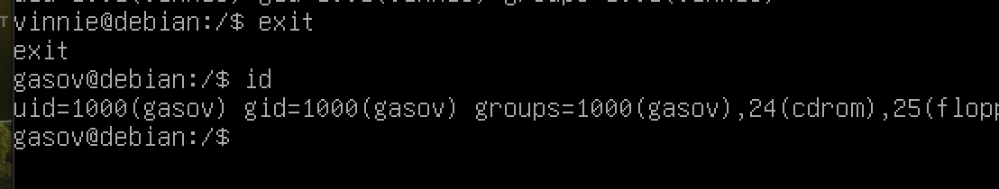 vinnie@debian:/$ exit
exit
gasov@debian:/$ id
uid=1000(gasov) gid=1000(gasov) groups=1000(gasov),24(cdrom),25(flopp
gasov@debian:/$